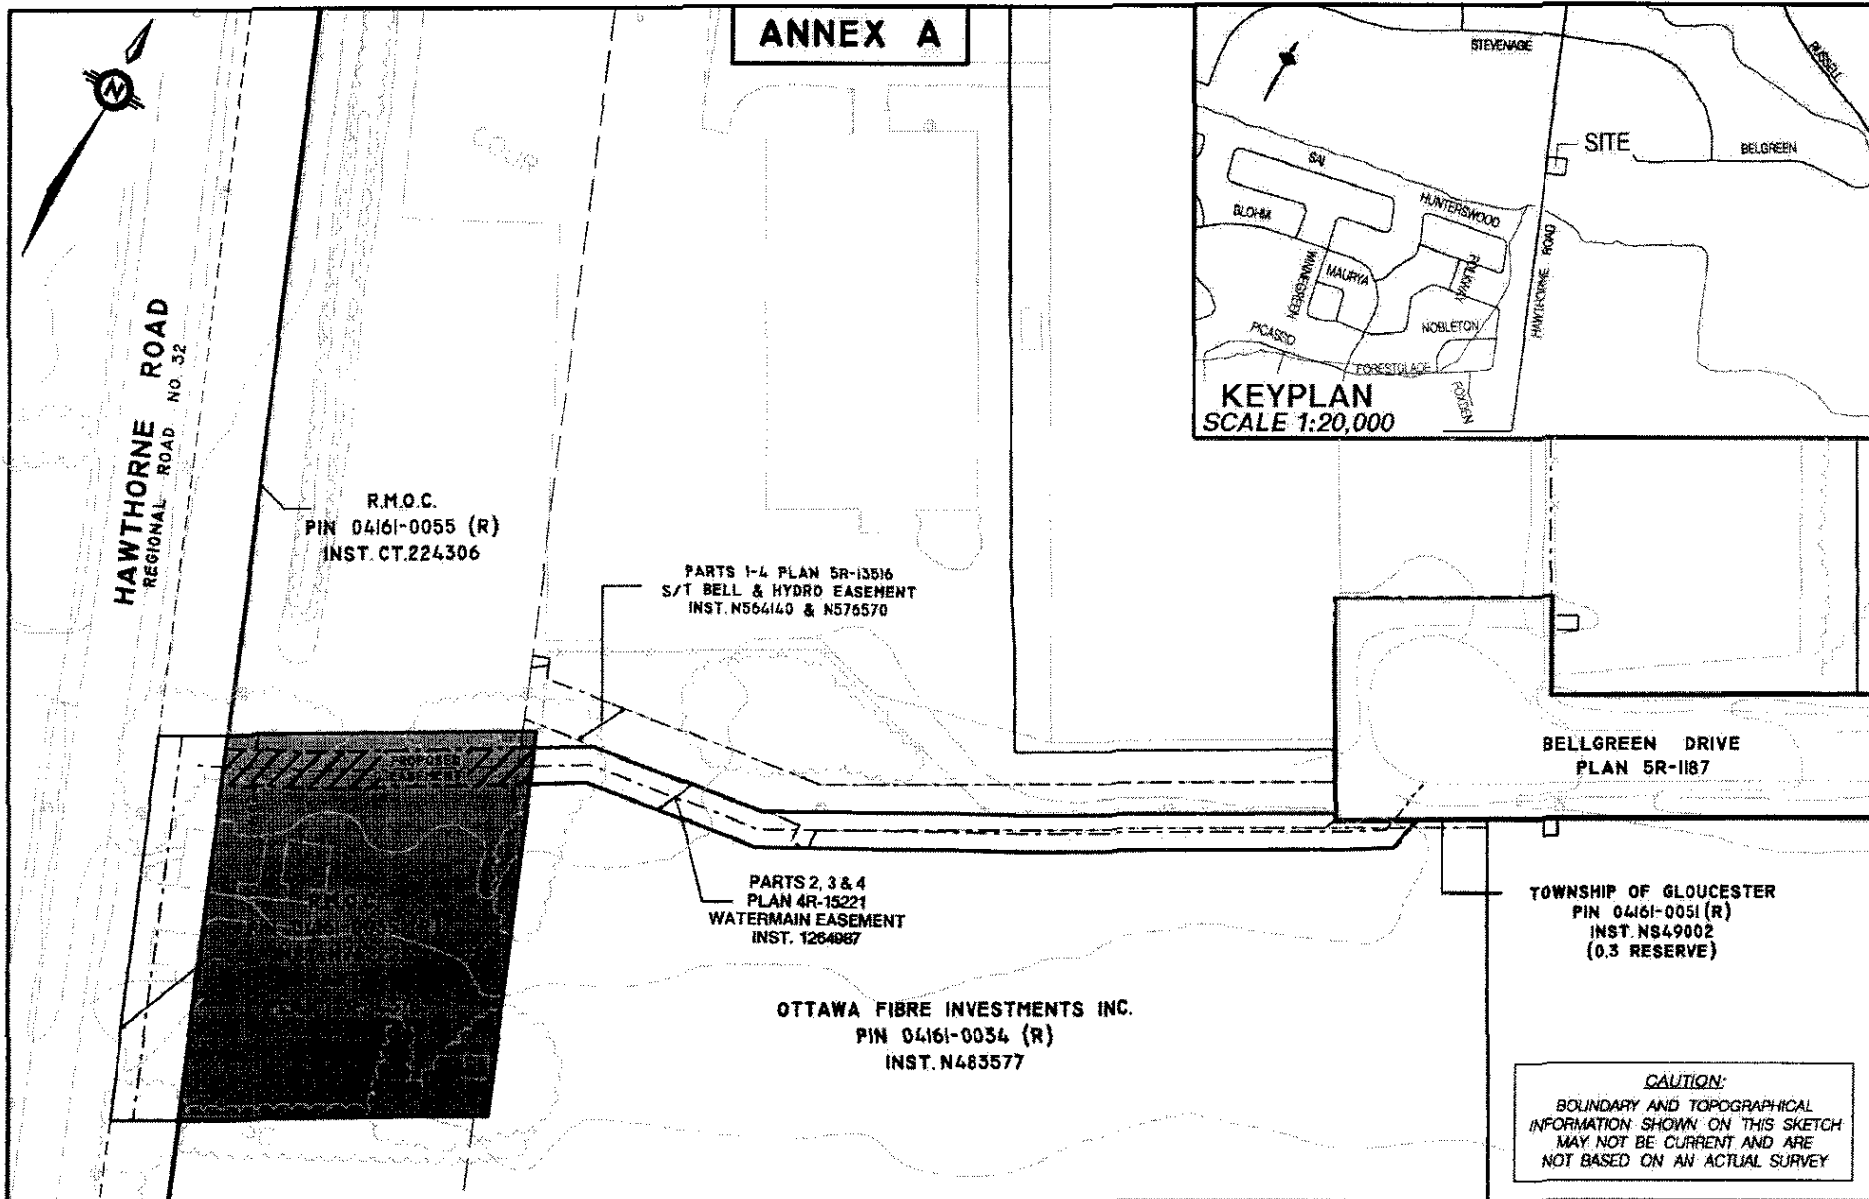 ANNEX A
N
HAWTHORNE ROAD
REGIONAL ROAD NO. 32
R.M.O.C.
PIN 04161-0055 (R)
INST. CT.224306
PARTS 1-4 PLAN 5R-13516
S/T BELL & HYDRO EASEMENT
INST. N564140 & N576570
PROPOSED
EASEMENT
PARTS 2, 3 & 4
PLAN 4R-15221
WATERMAIN EASEMENT
INST. 1264987
OTTAWA FIBRE INVESTMENTS INC.
PIN 04161-0034 (R)
INST. N483577
BELLGREEN DRIVE
PLAN 5R-1187
TOWNSHIP OF GLOUCESTER
PIN 04161-0051 (R)
INST. NS49002
(0.3 RESERVE)
STEVENAGE
RUSSELL
SITE
BELGREEN
SAI
HUNTERSWOOD
BLOHM
HAWTHORNE ROAD
WINNEGREEN
MAURYA
FOLKWAY
NOBLETON
PICASSO
FORESTGLADE
FOXDEN
KEYPLAN
SCALE 1:20,000
CAUTION:
BOUNDARY AND TOPOGRAPHICAL
INFORMATION SHOWN ON THIS SKETCH
MAY NOT BE CURRENT AND ARE
NOT BASED ON AN ACTUAL SURVEY